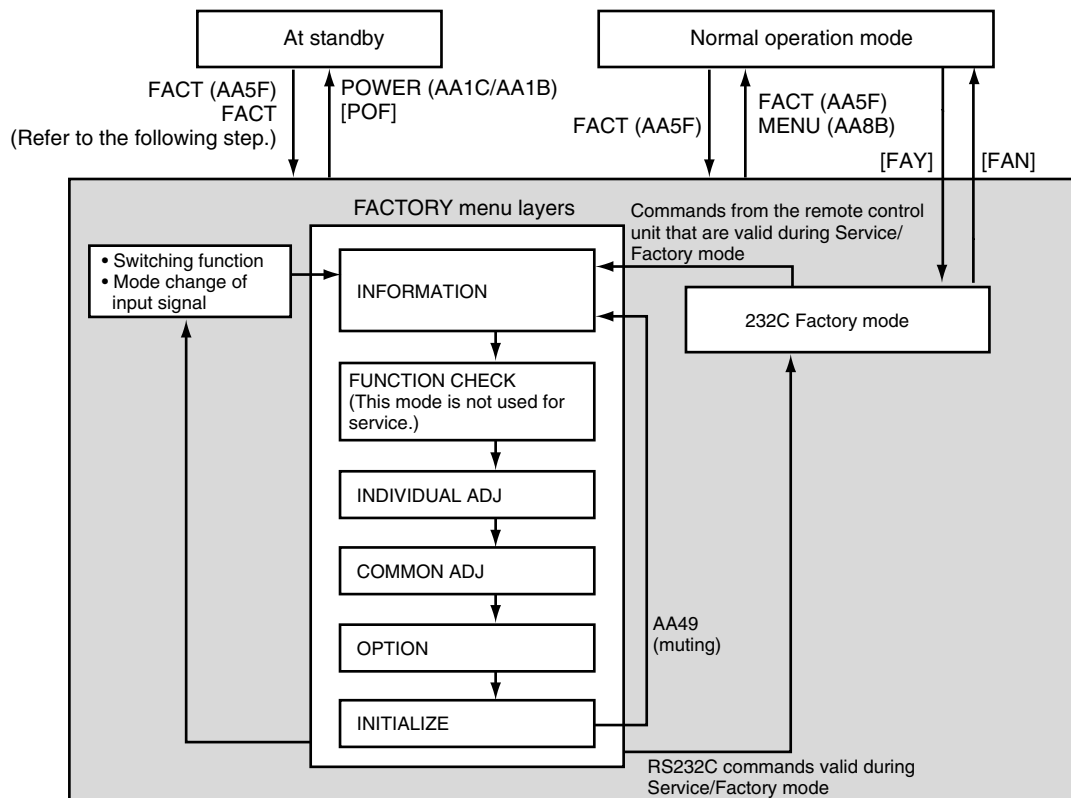 At standby
Normal operation mode
FACT (AA5F)
FACT
(Refer to the following step.)
POWER (AA1C/AA1B)
[POF]
FACT (AA5F)
FACT (AA5F)
MENU (AA8B)
[FAY]
[FAN]
FACTORY menu layers
Commands from the remote control
unit that are valid during Service/
Factory mode
• Switching function
• Mode change of
input signal
INFORMATION
232C Factory mode
FUNCTION CHECK
(This mode is not used for
service.)
INDIVIDUAL ADJ
COMMON ADJ
AA49
(muting)
OPTION
INITIALIZE
RS232C commands valid during
Service/Factory mode